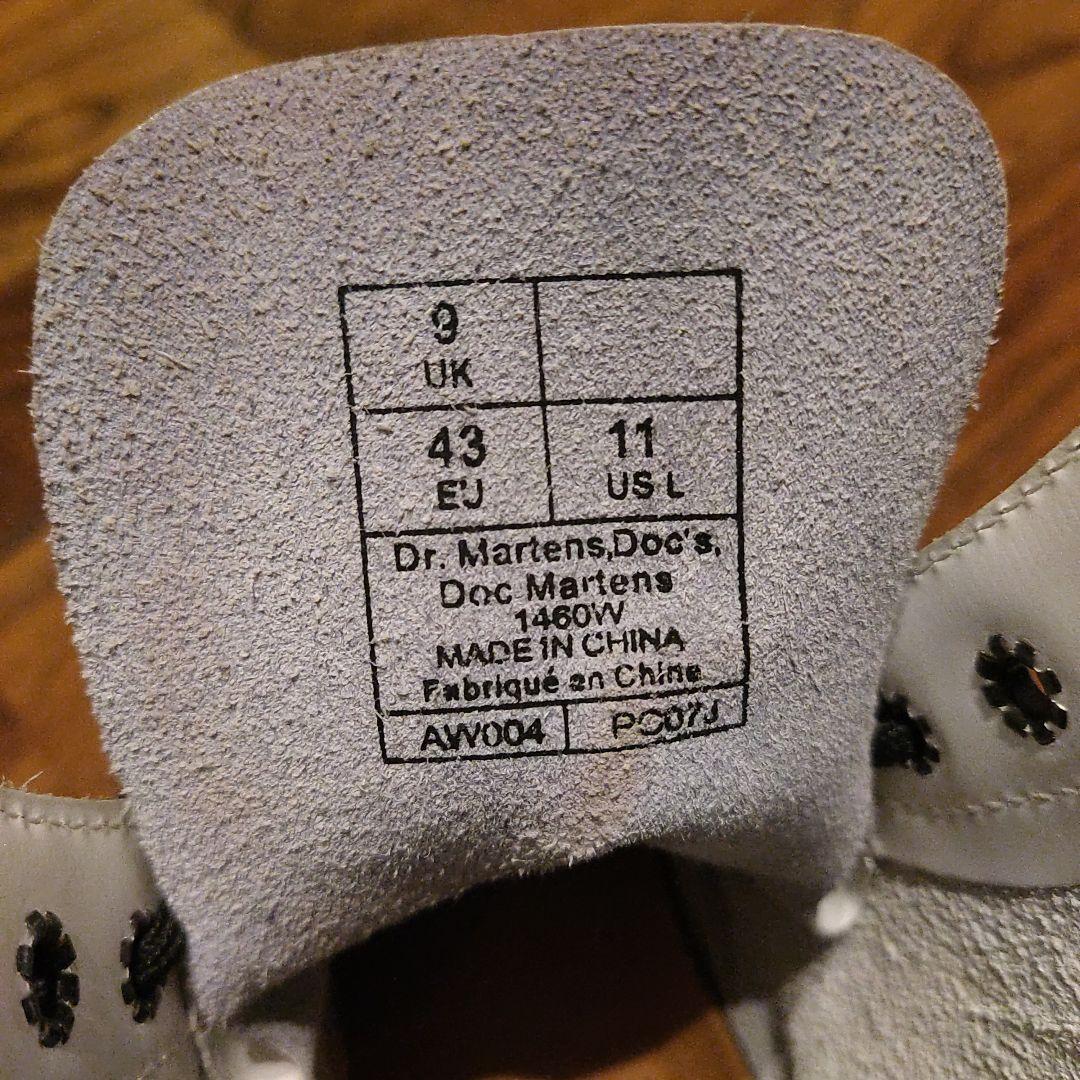 9
UK
43
EU
11
US L
Dr. Martens,Doc's,
Doc Martens
1460W
MADE IN CHINA
Fabriqué en Chine
AW004
PC07J